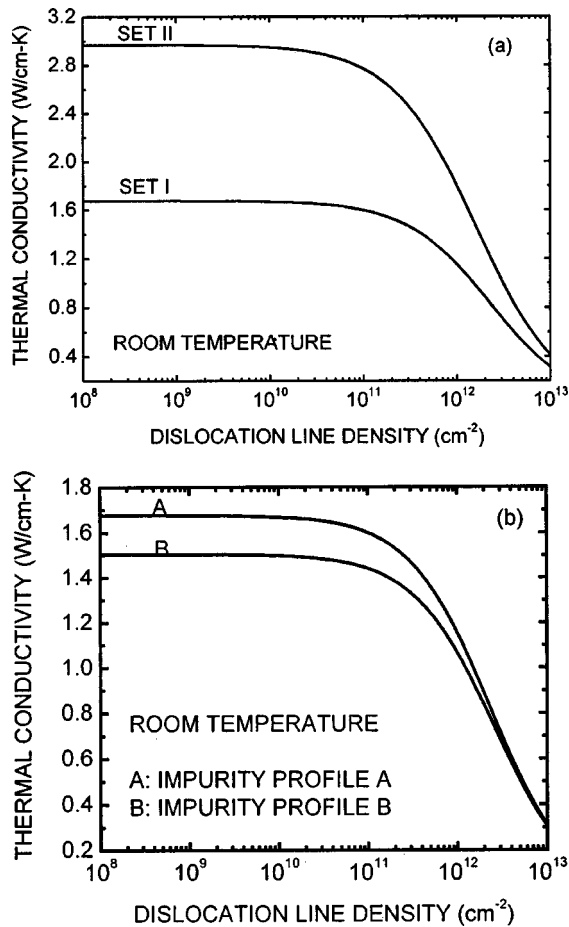 3.2
SET II
(a)
2.8
2.4
2.0
SET I
1.6
1.2
0.8
ROOM TEMPERATURE
0.4
THERMAL CONDUCTIVITY (W/cm-K)
10⁸ 10⁹ 10¹⁰ 10¹¹ 10¹² 10¹³
DISLOCATION LINE DENSITY (cm⁻²)
1.8
A
(b)
1.6
B
1.4
1.2
1.0
0.8
ROOM TEMPERATURE
0.6
A: IMPURITY PROFILE A
0.4
B: IMPURITY PROFILE B
0.2
THERMAL CONDUCTIVITY (W/cm-K)
10⁸ 10⁹ 10¹⁰ 10¹¹ 10¹² 10¹³
DISLOCATION LINE DENSITY (cm⁻²)